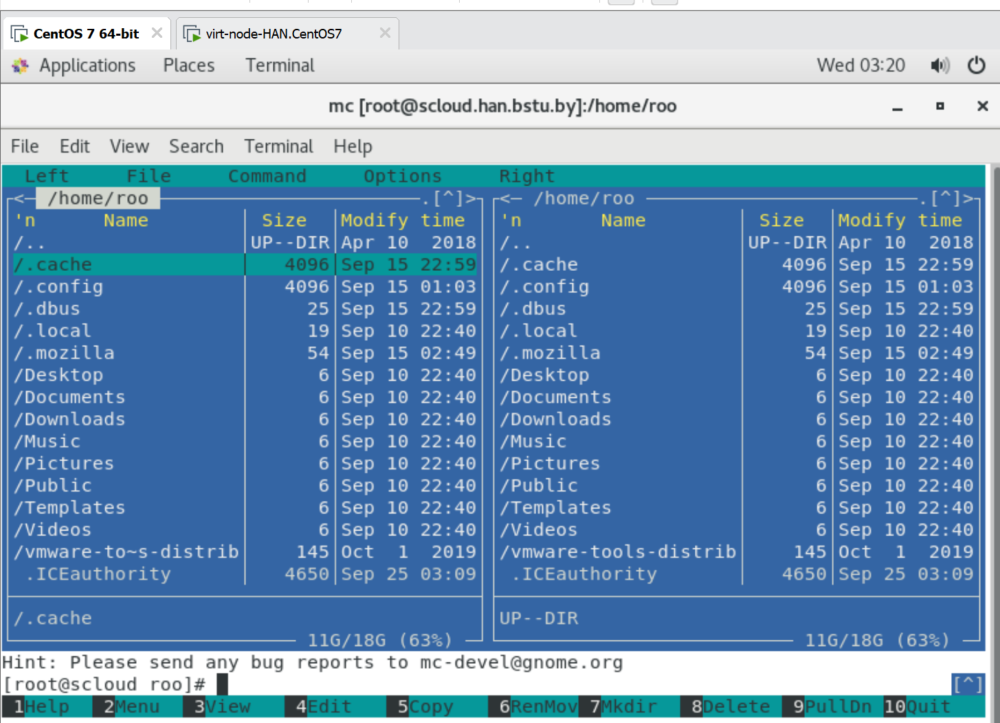 CentOS 7 64-bit × virt-node-HAN.CentOS7 ×
Applications Places Terminal Wed 03:20
mc [root@scloud.han.bstu.by]:/home/roo
File Edit View Search Terminal Help
Left File Command Options Right
<— /home/roo .[^]> <— /home/roo .[^]>
'n Name Size Modify time 'n Name Size Modify time
/.. UP--DIR Apr 10 2018 /.. UP--DIR Apr 10 2018
/.cache 4096 Sep 15 22:59 /.cache 4096 Sep 15 22:59
/.config 4096 Sep 15 01:03 /.config 4096 Sep 15 01:03
/.dbus 25 Sep 15 22:59 /.dbus 25 Sep 15 22:59
/.local 19 Sep 10 22:40 /.local 19 Sep 10 22:40
/.mozilla 54 Sep 15 02:49 /.mozilla 54 Sep 15 02:49
/Desktop 6 Sep 10 22:40 /Desktop 6 Sep 10 22:40
/Documents 6 Sep 10 22:40 /Documents 6 Sep 10 22:40
/Downloads 6 Sep 10 22:40 /Downloads 6 Sep 10 22:40
/Music 6 Sep 10 22:40 /Music 6 Sep 10 22:40
/Pictures 6 Sep 10 22:40 /Pictures 6 Sep 10 22:40
/Public 6 Sep 10 22:40 /Public 6 Sep 10 22:40
/Templates 6 Sep 10 22:40 /Templates 6 Sep 10 22:40
/Videos 6 Sep 10 22:40 /Videos 6 Sep 10 22:40
/vmware-to~s-distrib 145 Oct 1 2019 /vmware-tools-distrib 145 Oct 1 2019
.ICEauthority 4650 Sep 25 03:09 .ICEauthority 4650 Sep 25 03:09
/.cache UP--DIR
11G/18G (63%) 11G/18G (63%)
Hint: Please send any bug reports to mc-devel@gnome.org
[root@scloud roo]# [^]
1Help 2Menu 3View 4Edit 5Copy 6RenMov 7Mkdir 8Delete 9PullDn 10Quit